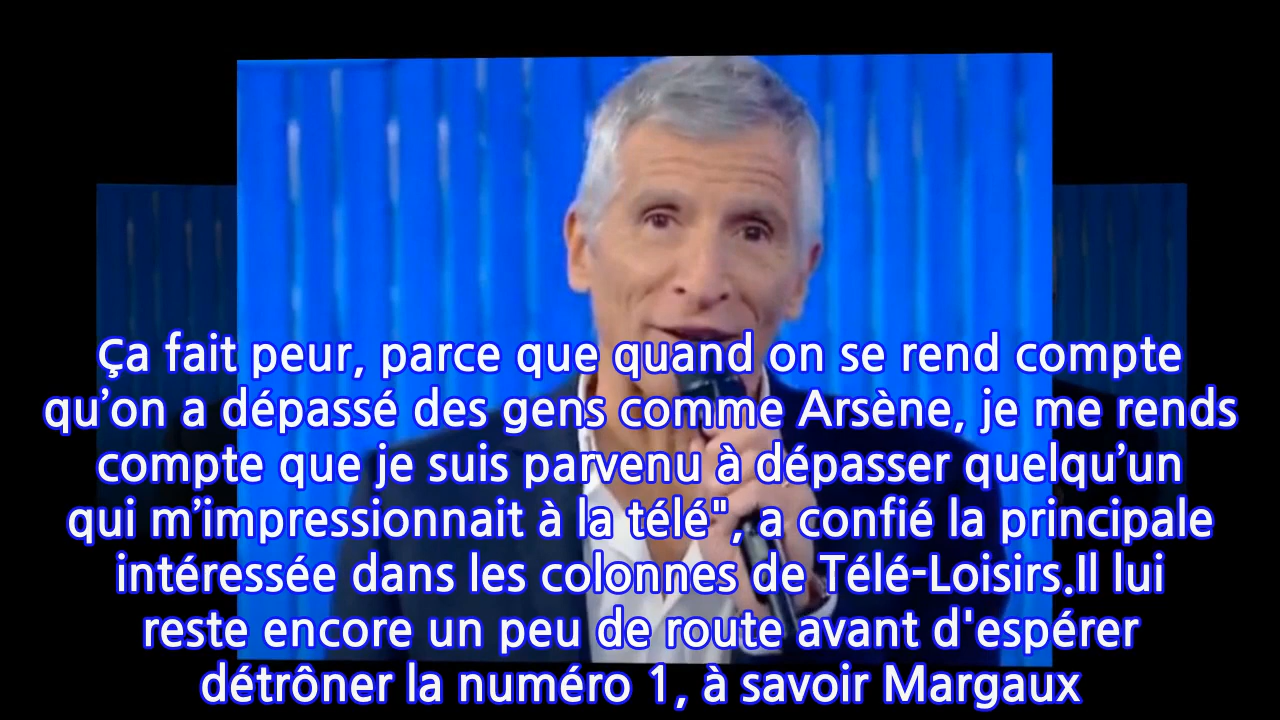 Ça fait peur, parce que quand on se rend compte
qu’on a dépassé des gens comme Arsène, je me rends
compte que je suis parvenu à dépasser quelqu’un
qui m’impressionnait à la télé", a confié la principale
intéressée dans les colonnes de Télé-Loisirs.Il lui
reste encore un peu de route avant d'espérer
détrôner la numéro 1, à savoir Margaux